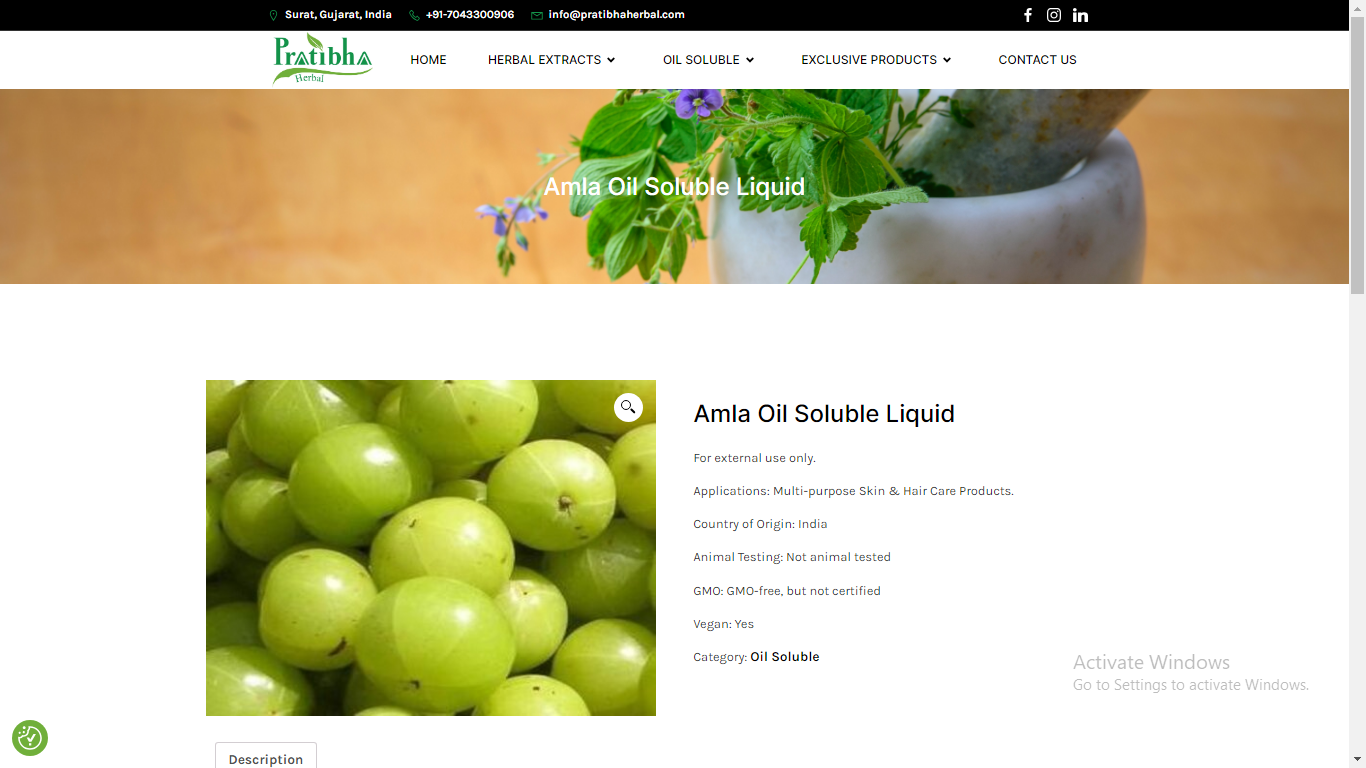 Surat, Gujarat, India +91-7043300906 info@pratibhaherbal.com
Pratibha
Herbal
HOME HERBAL EXTRACTS OIL SOLUBLE EXCLUSIVE PRODUCTS CONTACT US
Amla Oil Soluble Liquid
Amla Oil Soluble Liquid
For external use only.
Applications: Multi-purpose Skin & Hair Care Products.
Country of Origin: India
Animal Testing: Not animal tested
GMO: GMO-free, but not certified
Vegan: Yes
Category: Oil Soluble
Activate Windows
Go to Settings to activate Windows.
Description